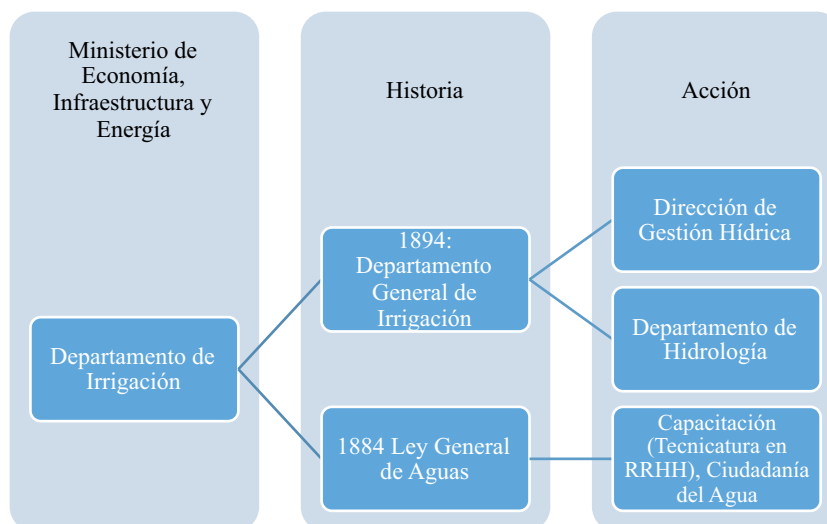 Ministerio de
Economía,
Infraestructura y
Energía
Historia
Acción
Departamento de
Irrigación
1894:
Departamento
General de
Irrigación
1884 Ley General
de Aguas
Dirección de
Gestión Hídrica
Departamento de
Hidrología
Capacitación
(Tecnicatura en
RRHH), Ciudadanía
del Agua